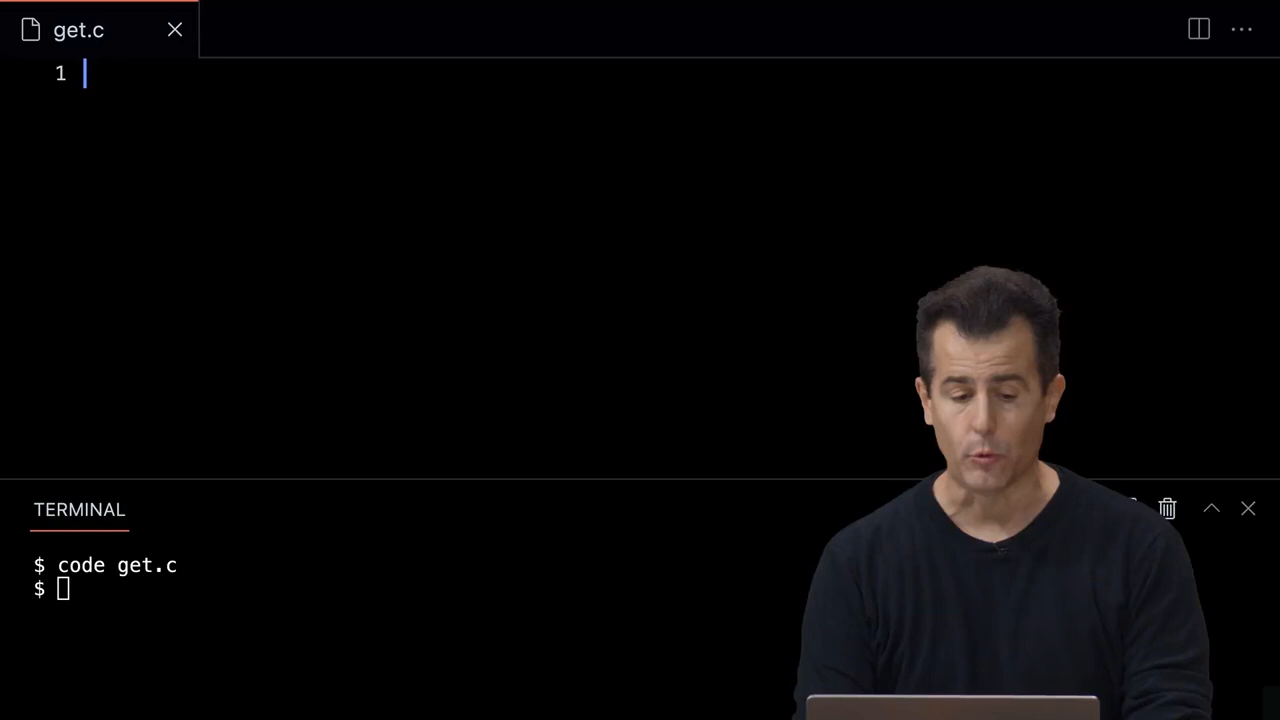 get.c
1
TERMINAL
$ code get.c
$